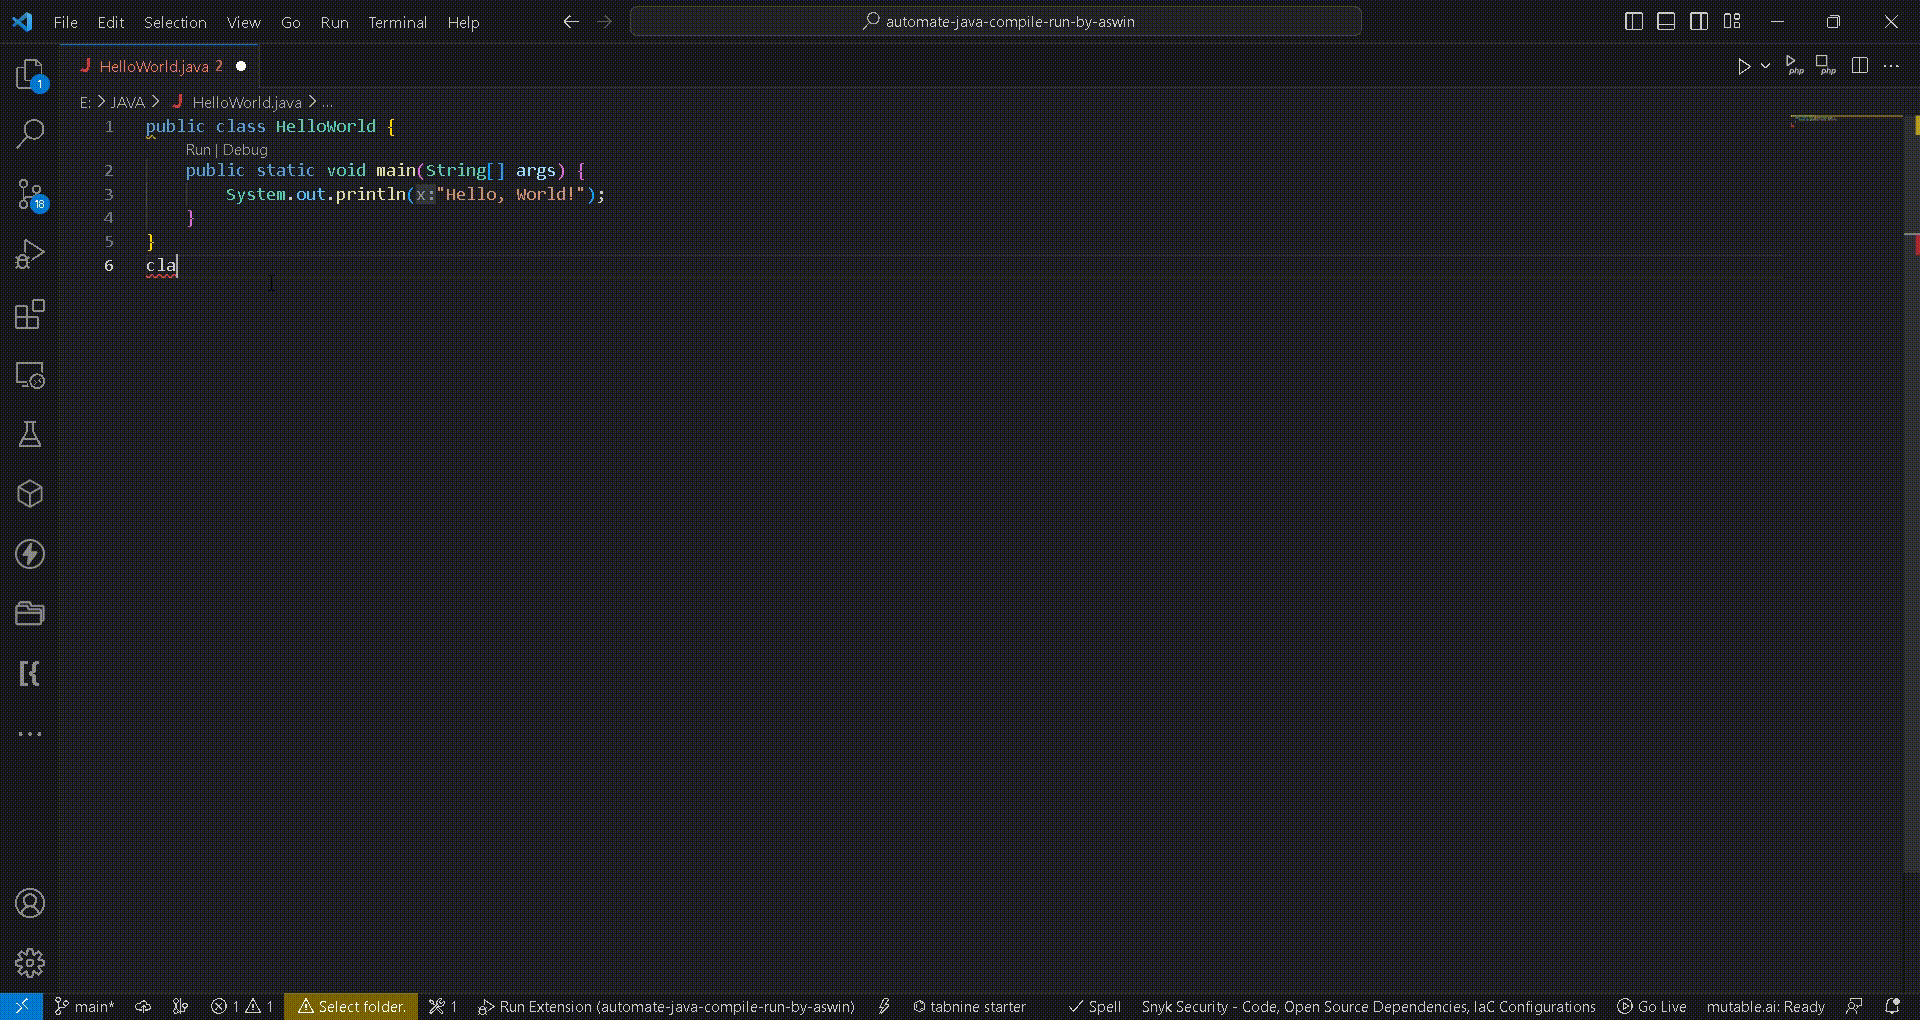 File Edit Selection View Go Run Terminal Help automate-java-compile-run-by-aswin
HelloWorld.java 2
php php
E: > JAVA > HelloWorld.java > ...
1 public class HelloWorld {
Run | Debug
2 public static void main(String[] args) {
3 System.out.println(x:"Hello, World!");
4 }
5 }
6 cla
1
18
main* 1 1 Select folder. 1 Run Extension (automate-java-compile-run-by-aswin) tabnine starter Spell Snyk Security - Code, Open Source Dependencies, IaC Configurations Go Live mutable.ai: Ready